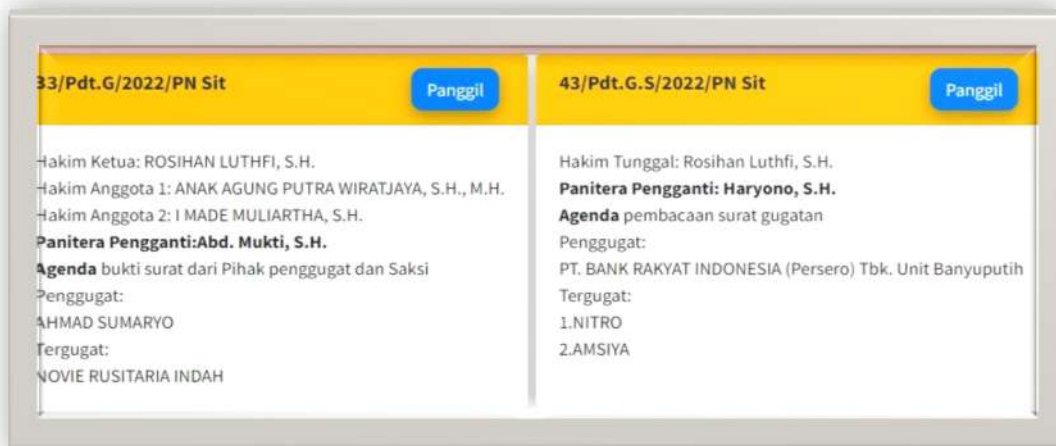 33/Pdt.G/2022/PN Sit
Panggil
Hakim Ketua: ROSIHAN LUTHFI, S.H.
Hakim Anggota 1: ANAK AGUNG PUTRA WIRATJAYA, S.H., M.H.
Hakim Anggota 2: I MADE MULIARTHA, S.H.
Panitera Pengganti:Abd. Mukti, S.H.
Agenda bukti surat dari Pihak penggugat dan Saksi
Penggugat:
AHMAD SUMARYO
Tergugat:
NOVIE RUSITARIA INDAH
43/Pdt.G.S/2022/PN Sit
Panggil
Hakim Tunggal: Rosihan Luthfi, S.H.
Panitera Pengganti: Haryono, S.H.
Agenda pembacaan surat gugatan
Penggugat:
PT. BANK RAKYAT INDONESIA (Persero) Tbk. Unit Banyuputih
Tergugat:
1.NITRO
2.AMSIYA